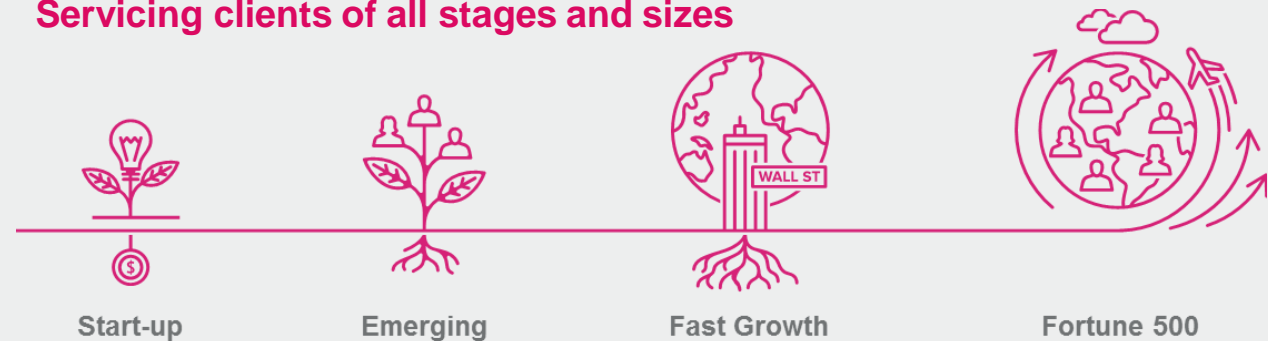 Servicing clients of all stages and sizes
WALL ST
$
Start-up
Emerging
Fast Growth
Fortune 500